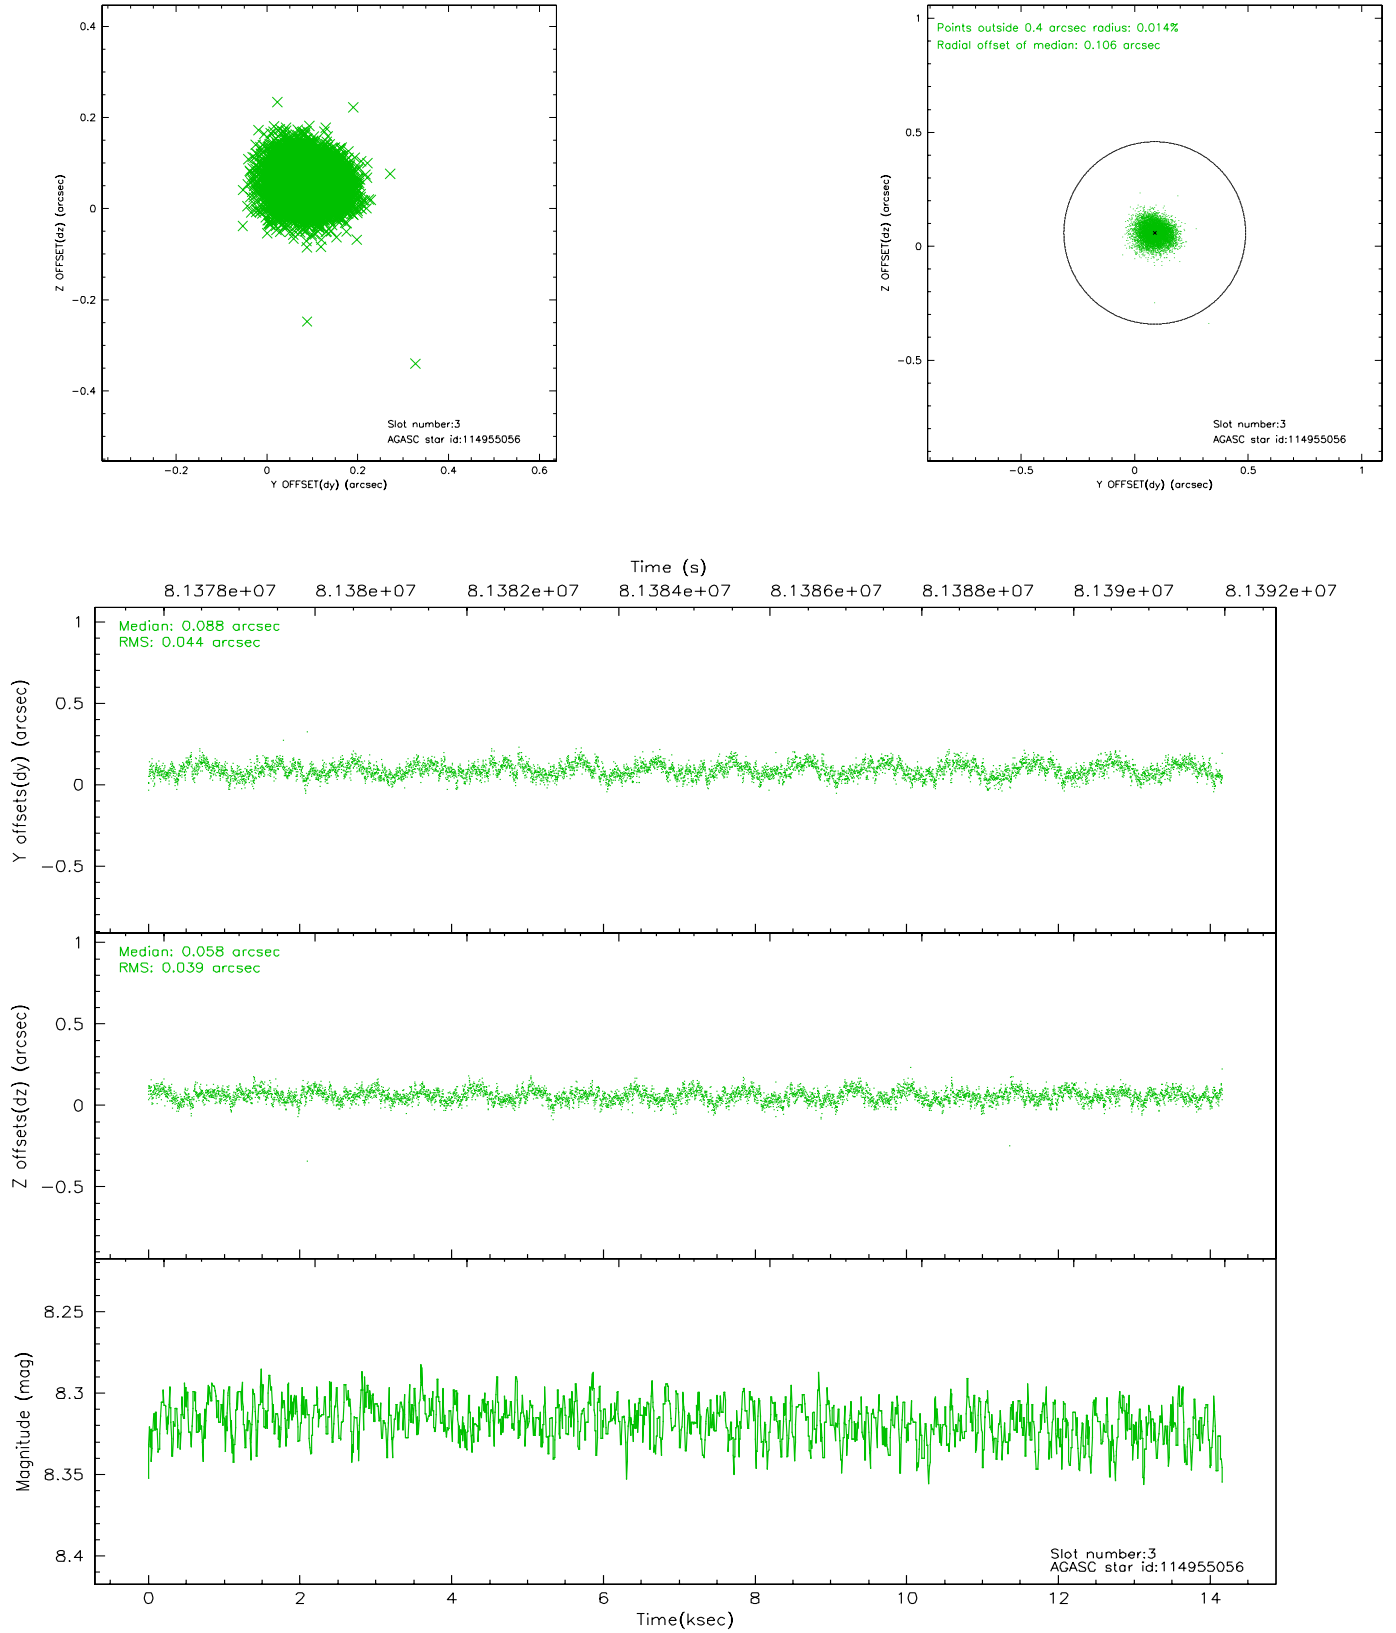 0.4
0.2
0
−0.2
−0.4
Z OFFSET(dz) (arcsec)
Slot number:3
AGASC star id:114955056
−0.2
0
0.2
0.4
0.6
Y OFFSET(dy) (arcsec)
Points outside 0.4 arcsec radius: 0.014%
Radial offset of median: 0.106 arcsec
1
0.5
0
−0.5
Z OFFSET(dz) (arcsec)
Slot number:3
AGASC star id:114955056
−0.5
0
0.5
1
Y OFFSET(dy) (arcsec)
Time (s)
8.1378e+07 8.138e+07 8.1382e+07 8.1384e+07 8.1386e+07 8.1388e+07 8.139e+07 8.1392e+07
Median: 0.088 arcsec
RMS: 0.044 arcsec
1
0.5
0
−0.5
Y offsets(dy) (arcsec)
Median: 0.058 arcsec
RMS: 0.039 arcsec
1
0.5
0
−0.5
Z offsets(dz) (arcsec)
8.25
8.3
8.35
8.4
Magnitude (mag)
Slot number:3
AGASC star id:114955056
0 2 4 6 8 10 12 14
Time(ksec)